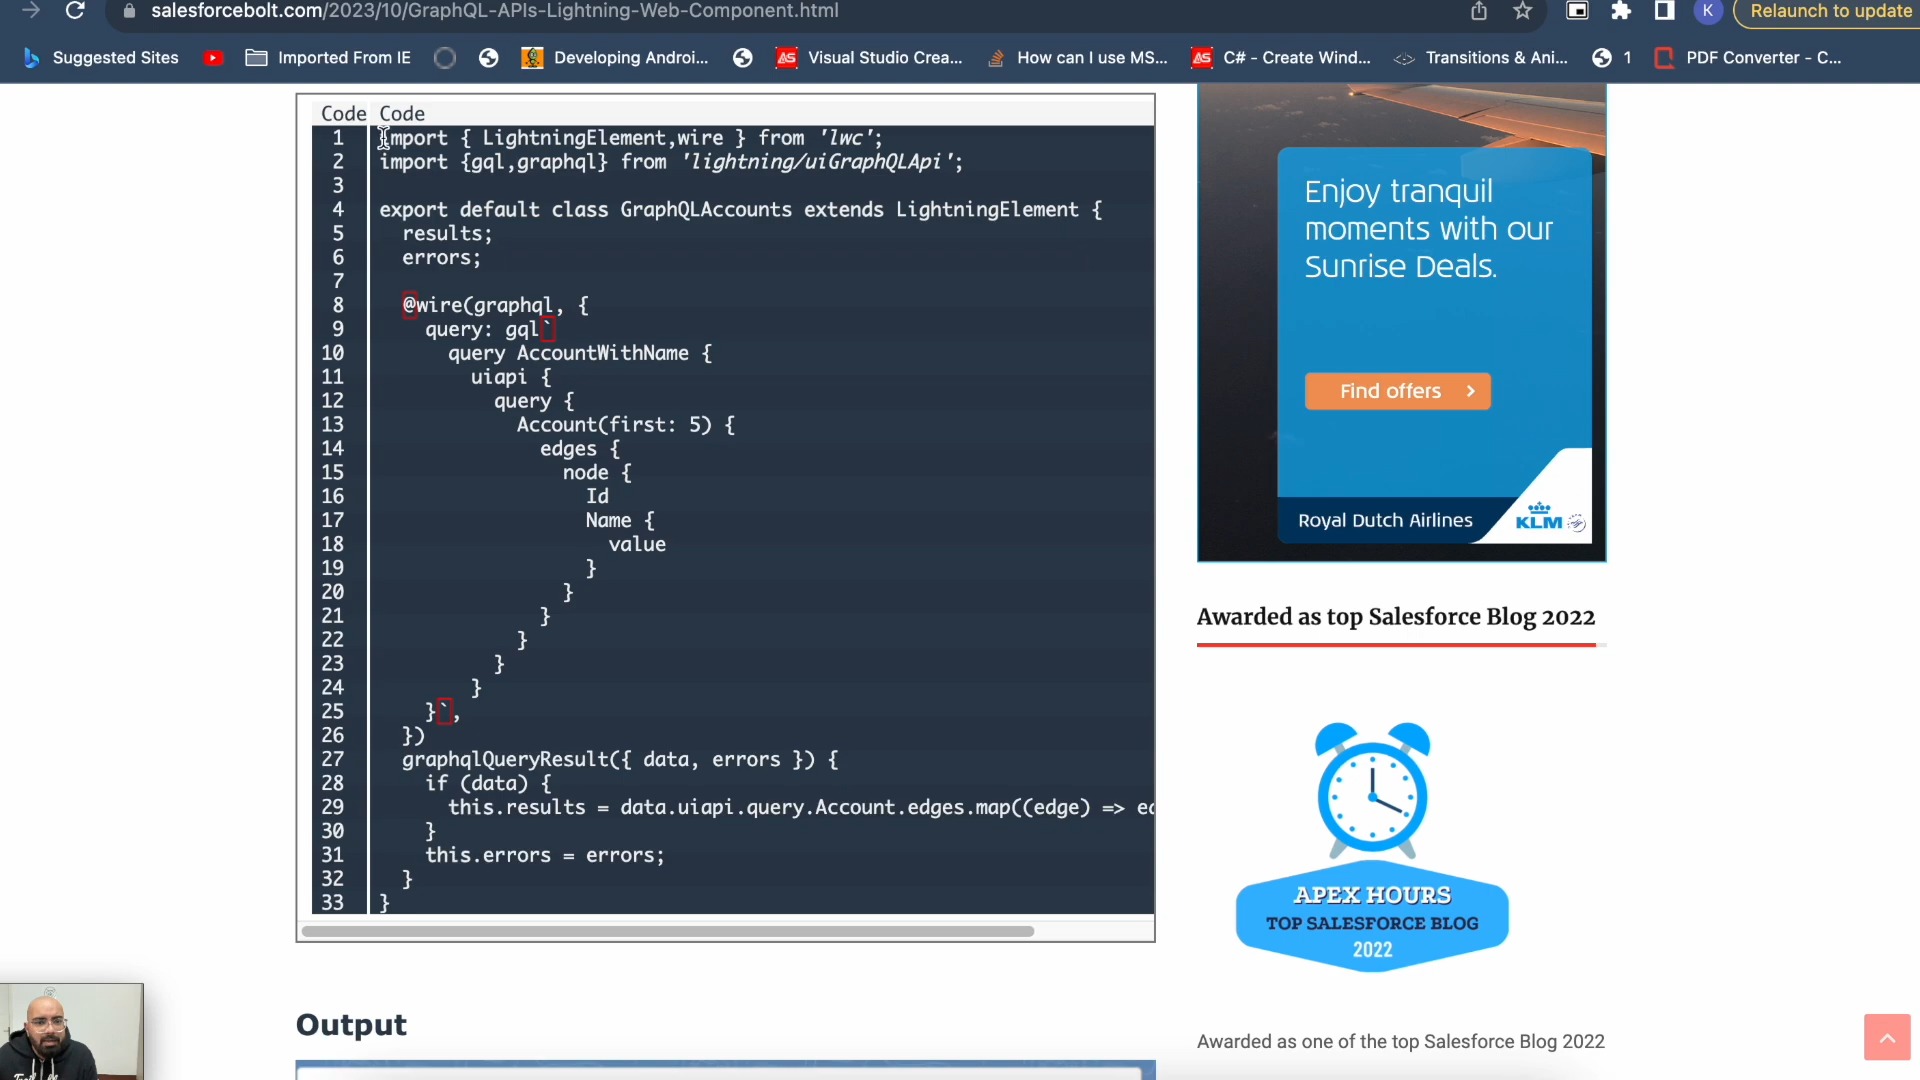 salesforcebolt.com/2023/10/GraphQL-APIs-Lightning-Web-Component.html
K
Relaunch to update
Suggested Sites
Imported From IE
Developing Androi...
Visual Studio Crea...
How can I use MS...
C# - Create Wind...
Transitions & Ani...
1
PDF Converter - C...
Code Code
1 import { LightningElement,wire } from 'lwc';
2 import {gql,graphql} from 'lightning/uiGraphQLApi';
3
4 export default class GraphQLAccounts extends LightningElement {
5 results;
6 errors;
7
8 @wire(graphql, {
9 query: gql`
10 query AccountWithName {
11 uiapi {
12 query {
13 Account(first: 5) {
14 edges {
15 node {
16 Id
17 Name {
18 value
19 }
20 }
21 }
22 }
23 }
24 }
25 }`,
26 })
27 graphqlQueryResult({ data, errors }) {
28 if (data) {
29 this.results = data.uiapi.query.Account.edges.map((edge) =>
30 }
31 this.errors = errors;
32 }
33 }
Output
Enjoy tranquil
moments with our
Sunrise Deals.
Find offers >
Royal Dutch Airlines
KLM
Awarded as top Salesforce Blog 2022
APEX HOURS
TOP SALESFORCE BLOG
2022
Awarded as one of the top Salesforce Blog 2022